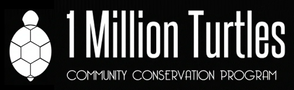 1 Million Turtles
COMMUNITY CONSERVATION PROGRAM